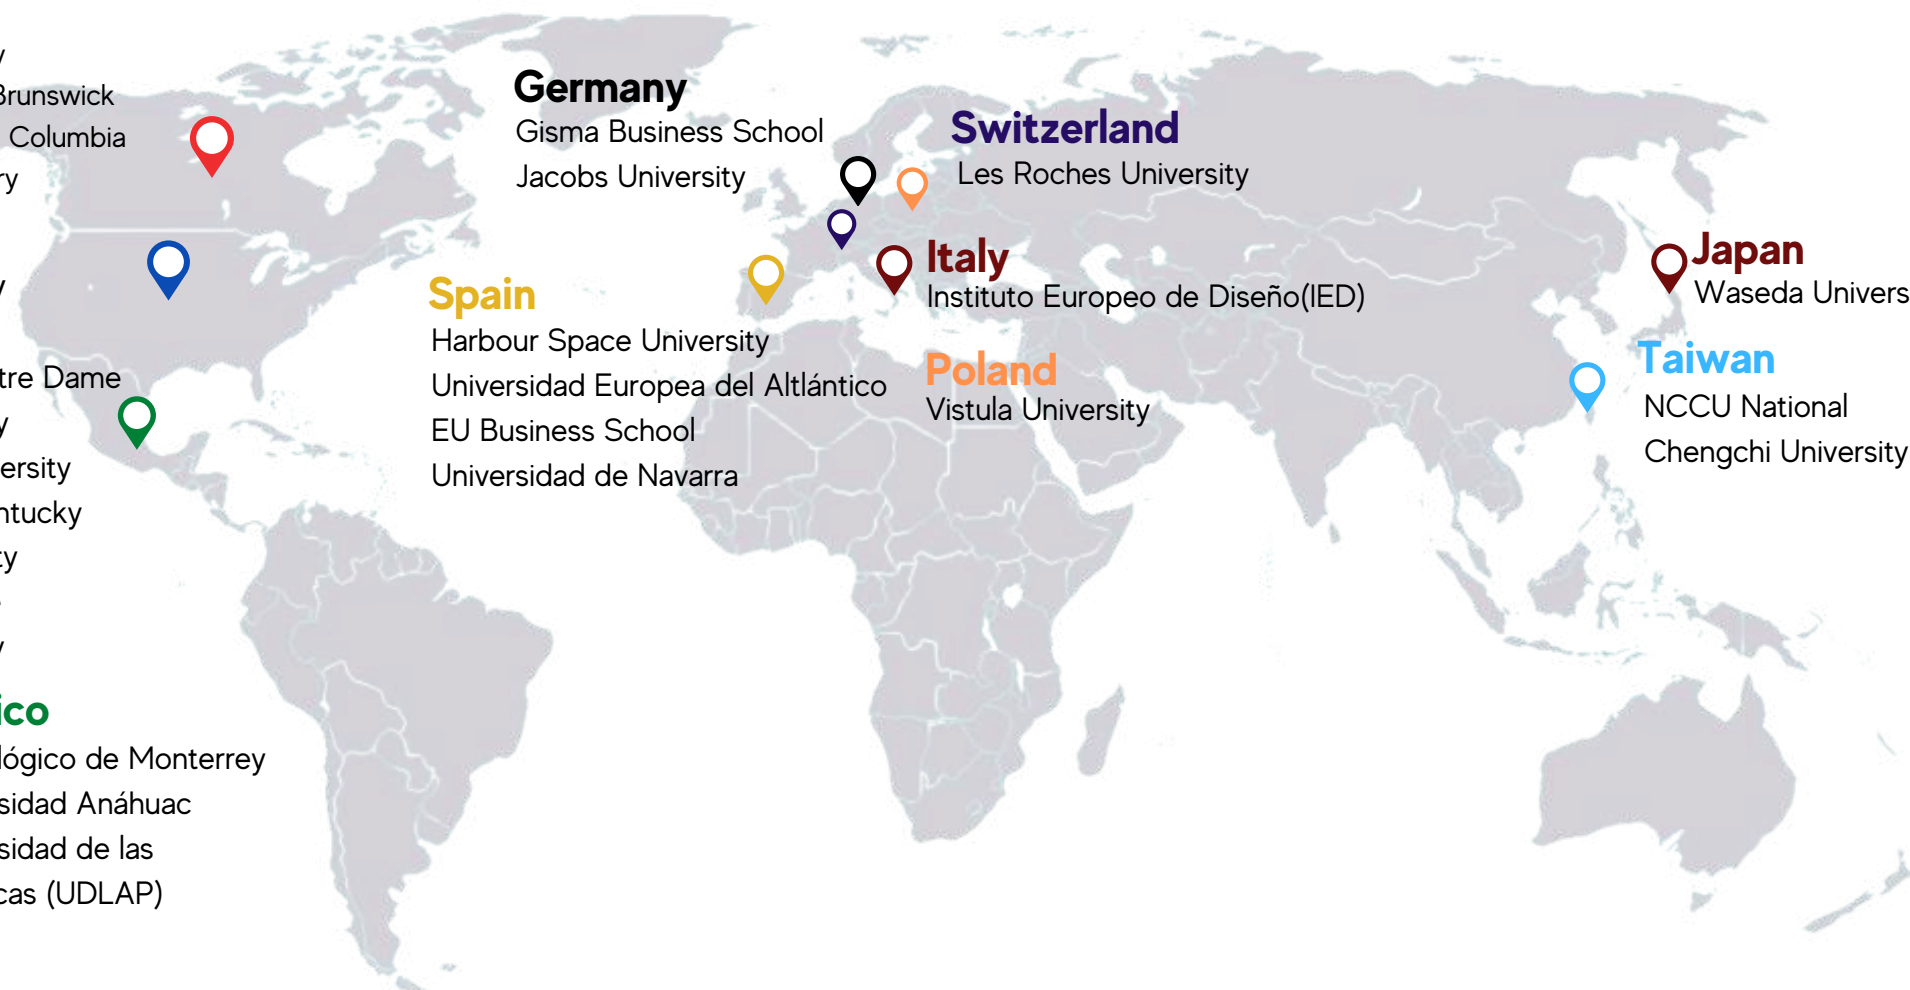 Brunswick
Columbia
tre Dame
ersity
ntucky
ico
lógico de Monterrey
sidad Anáhuac
sidad de las
cas (UDLAP)
Germany
Gisma Business School
Jacobs University
Spain
Harbour Space University
Universidad Europea del Altlántico
EU Business School
Universidad de Navarra
Switzerland
Les Roches University
Italy
Instituto Europeo de Diseño(IED)
Poland
Vistula University
Japan
Waseda Univers
Taiwan
NCCU National
Chengchi University